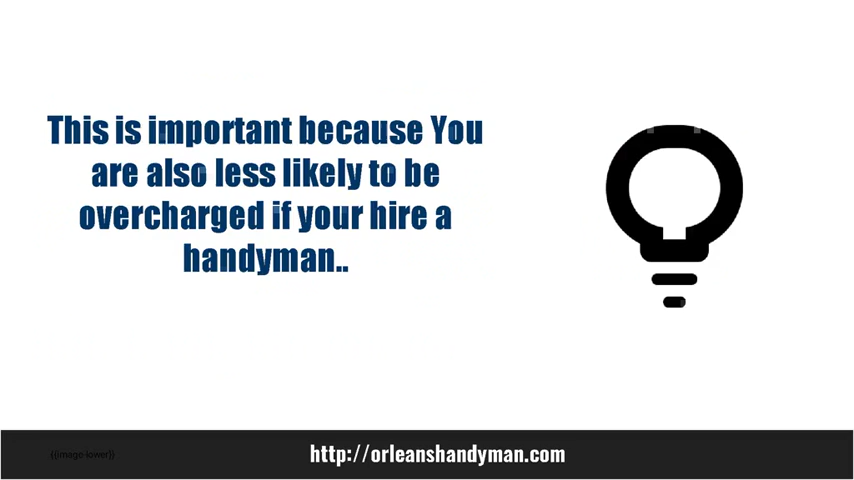 This is important because You
are also less likely to be
overcharged if your hire a
handyman..
{{image-lower}}
http://orleanshandyman.com